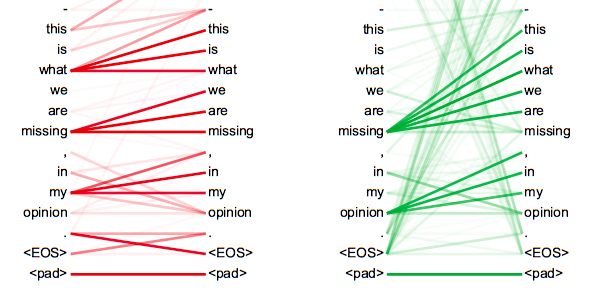 - - - -
this this this this
is is is is
what what what what
we we we we
are are are are
missing missing missing missing
, , , ,
in in in in
my my my my
opinion opinion opinion opinion
. . . .
<EOS> <EOS> <EOS> <EOS>
<pad> <pad> <pad> <pad>